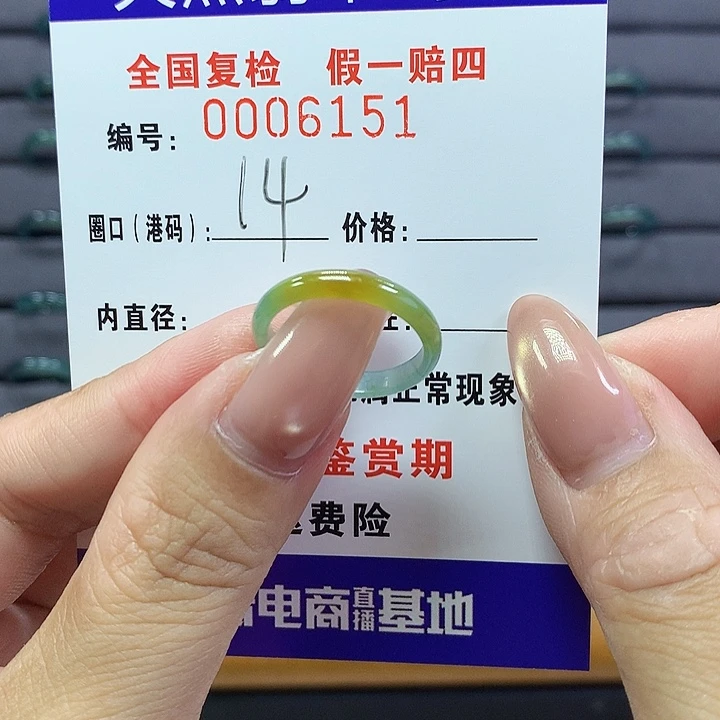 全国复检 假一赔四
编号: 0006151
圈口(港码): 14 价格:
内直径:
正常现象
鉴赏期
费险
电商直播基地